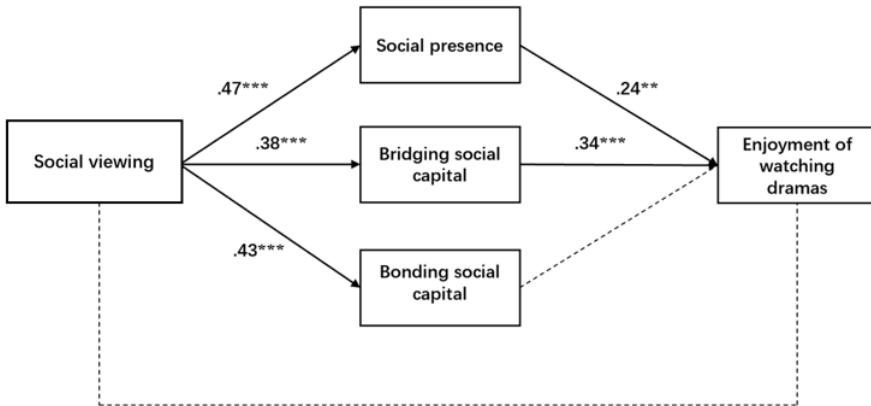 Social presence
.47***
.24**
Social viewing
.38***
Bridging social
capital
.34***
Enjoyment of
watching
dramas
.43***
Bonding social
capital